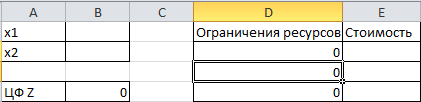 A B C D E
x1 Ограничения ресурсов Стоимость
x2 0
0
ЦФ Z 0 0